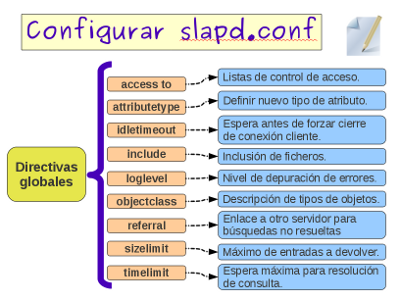 Configurar slapd.conf
Directivas
globales
access to
Listas de control de acceso.
attributetype
Definir nuevo tipo de atributo.
idletimeout
Espera antes de forzar cierre
de conexión cliente.
include
Inclusión de ficheros.
loglevel
Nivel de depuración de errores.
objectclass
Descripción de tipos de objetos.
referral
Enlace a otro servidor para
búsquedas no resueltas
sizelimit
Máximo de entradas a devolver.
timelimit
Espera máxima para resolución
de consulta.